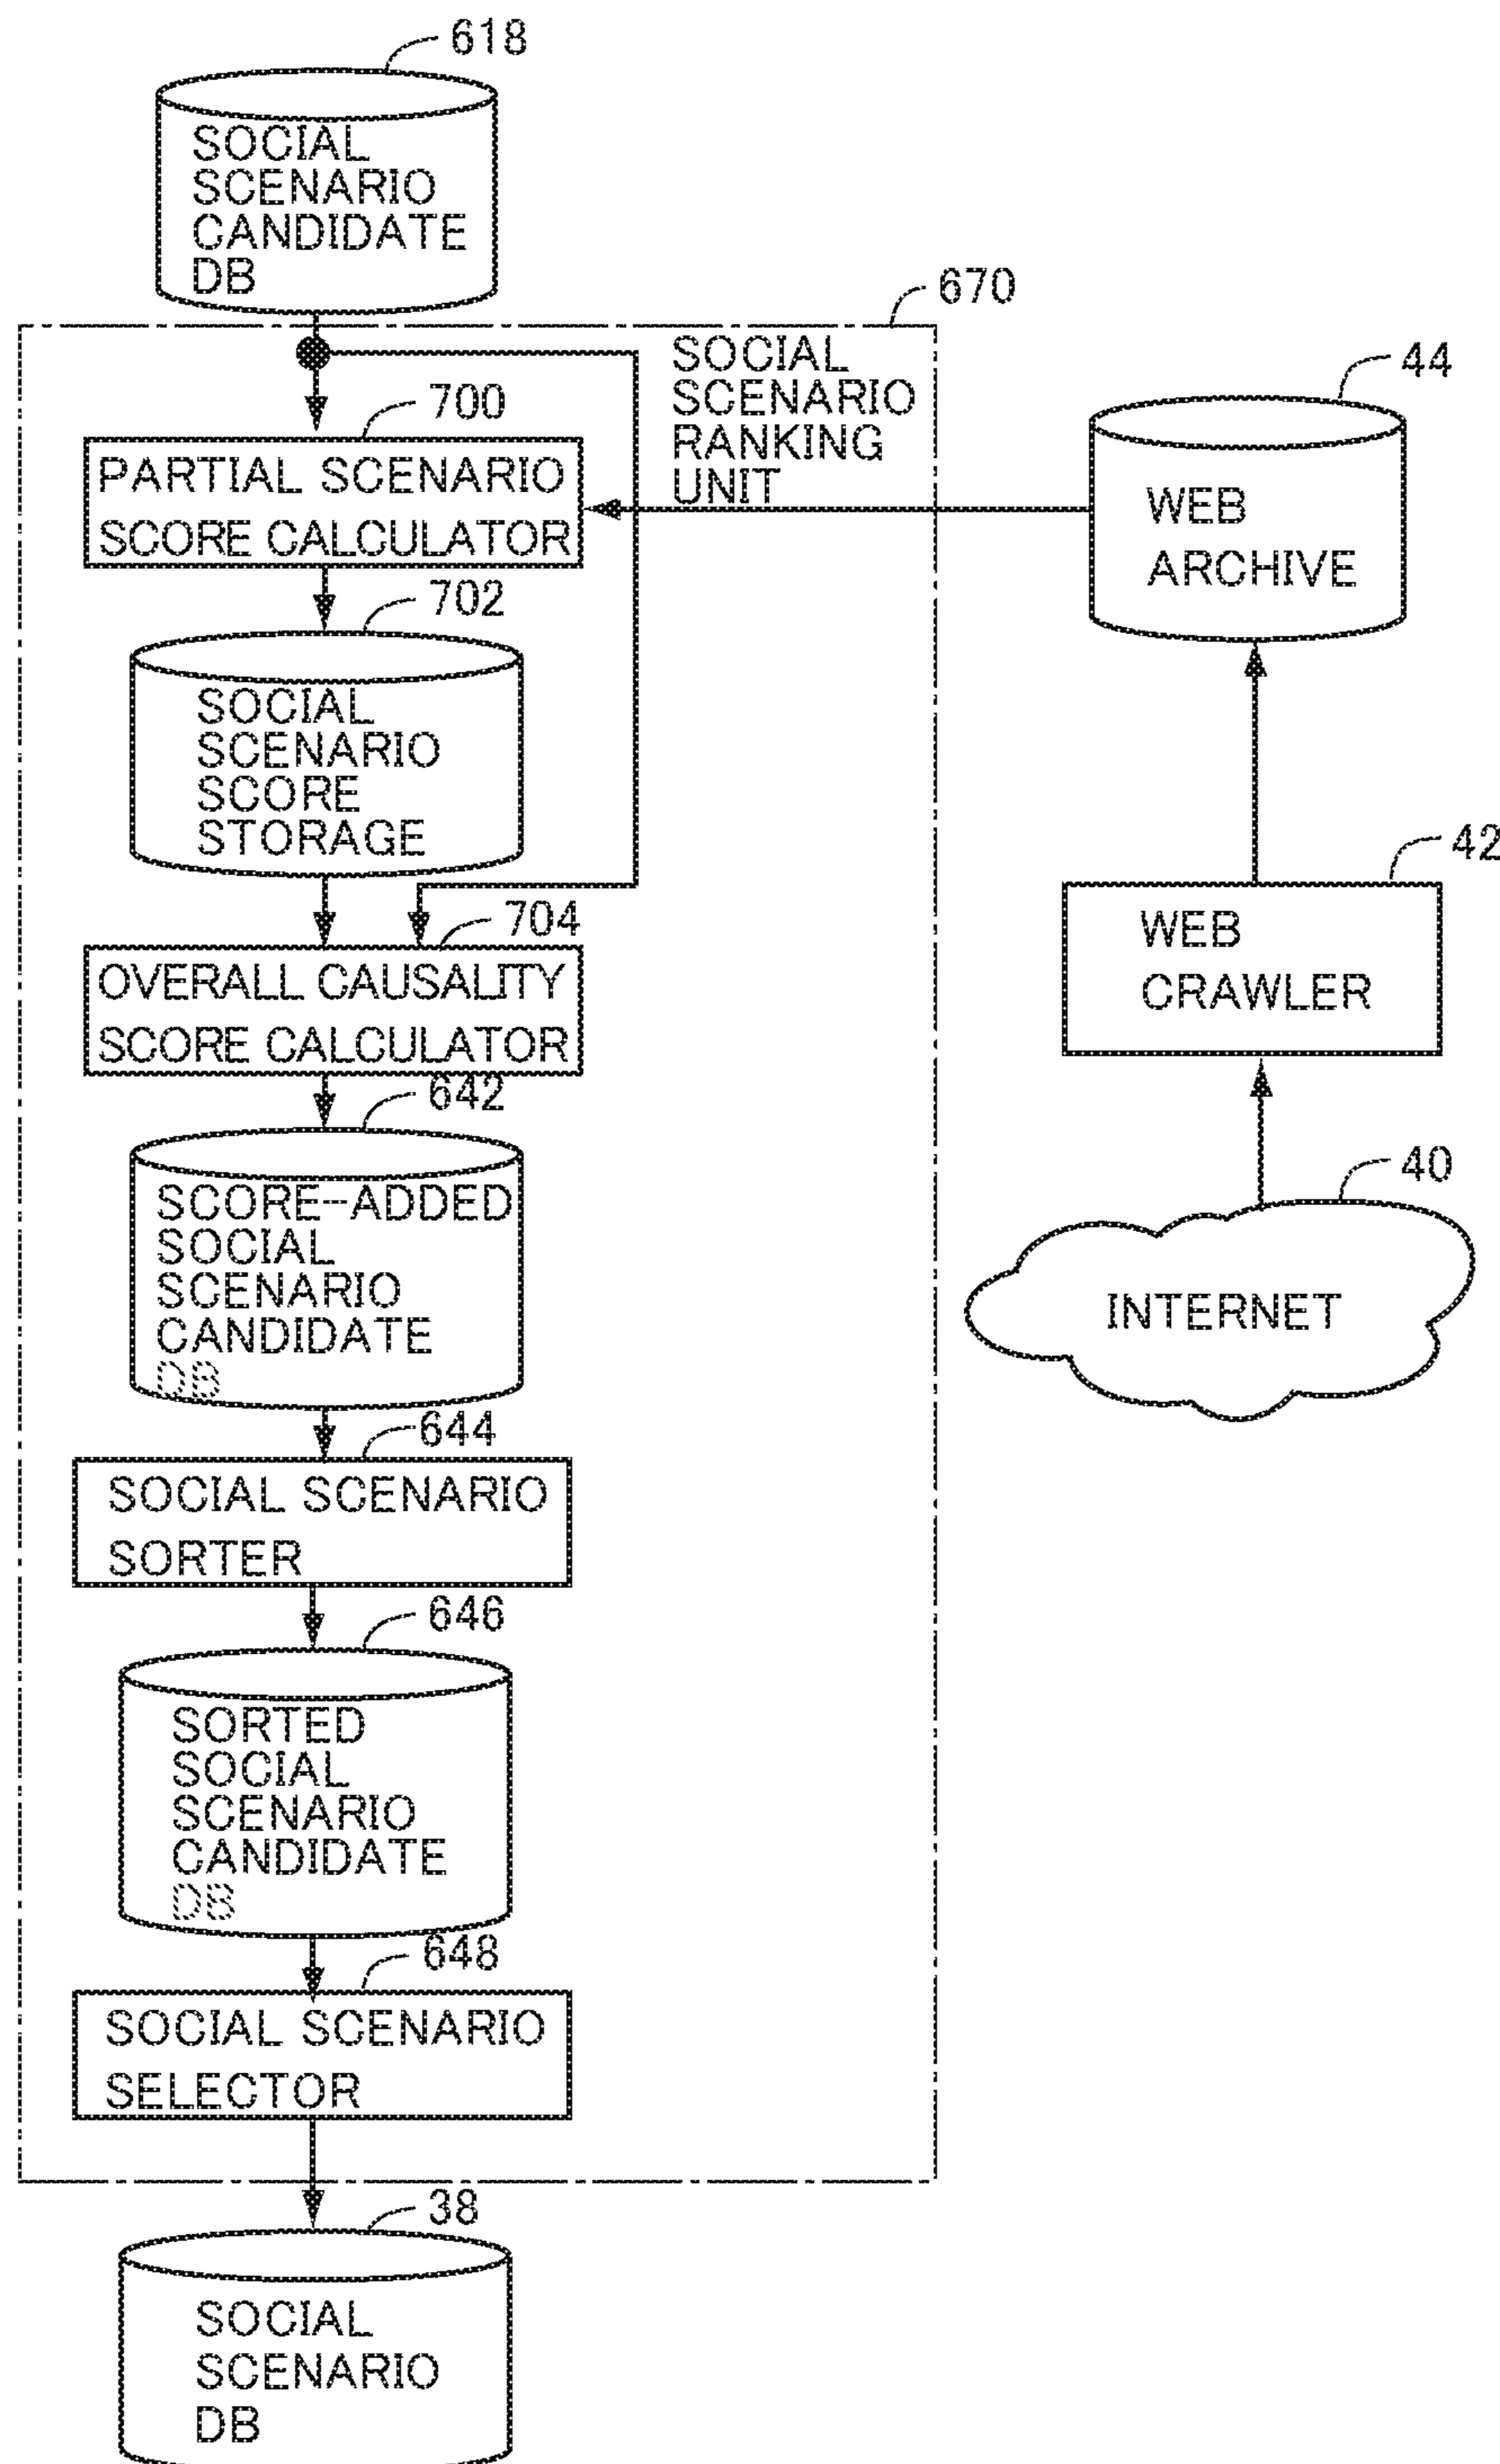 618
SOCIAL
SCENARIO
CANDIDATE
DB
670
SOCIAL
SCENARIO
RANKING
UNIT
44
WEB
ARCHIVE
700
PARTIAL SCENARIO
SCORE CALCULATOR
702
SOCIAL
SCENARIO
SCORE
STORAGE
42
WEB
CRAWLER
704
OVERALL CAUSALITY
SCORE CALCULATOR
642
SCORE-ADDED
SOCIAL
SCENARIO
CANDIDATE
DB
40
INTERNET
644
SOCIAL SCENARIO
SORTER
646
SORTED
SOCIAL
SCENARIO
CANDIDATE
DB
648
SOCIAL SCENARIO
SELECTOR
38
SOCIAL
SCENARIO
DB